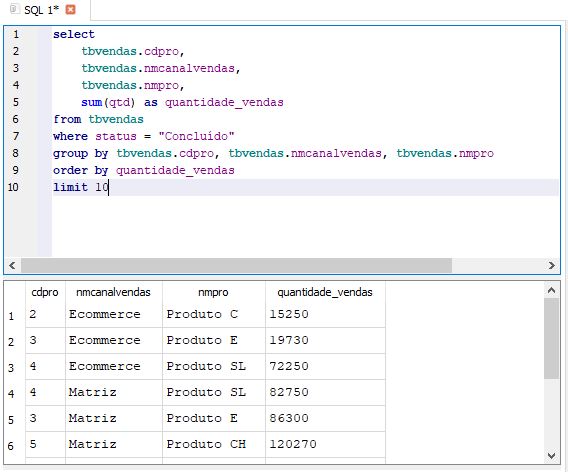 SQL 1*
1 select
2 tbvendas.cdpro,
3 tbvendas.nmcanalvendas,
4 tbvendas.nmpro,
5 sum(qtd) as quantidade_vendas
6 from tbvendas
7 where status = "Concluído"
8 group by tbvendas.cdpro, tbvendas.nmcanalvendas, tbvendas.nmpro
9 order by quantidade_vendas
10 limit 10
cdpro nmcanalvendas nmpro quantidade_vendas
1 2 Ecommerce Produto C 15250
2 3 Ecommerce Produto E 19730
3 4 Ecommerce Produto SL 72250
4 4 Matriz Produto SL 82750
5 3 Matriz Produto E 86300
6 5 Matriz Produto CH 120270